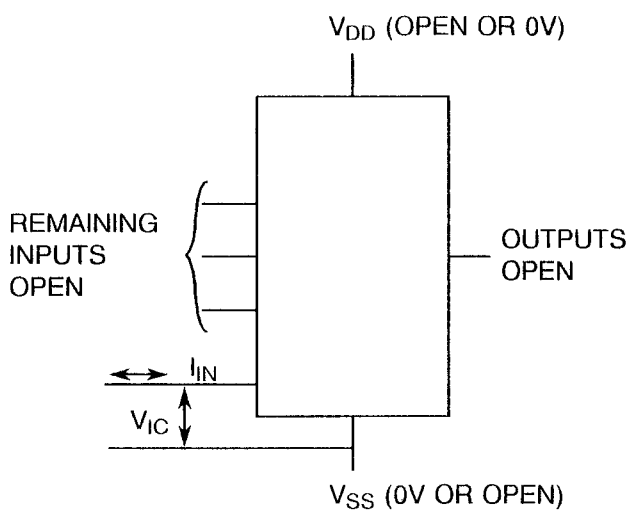 VDD (OPEN OR 0V)
REMAINING
INPUTS
OPEN
OUTPUTS
OPEN
IIN
VIC
VSS (0V OR OPEN)